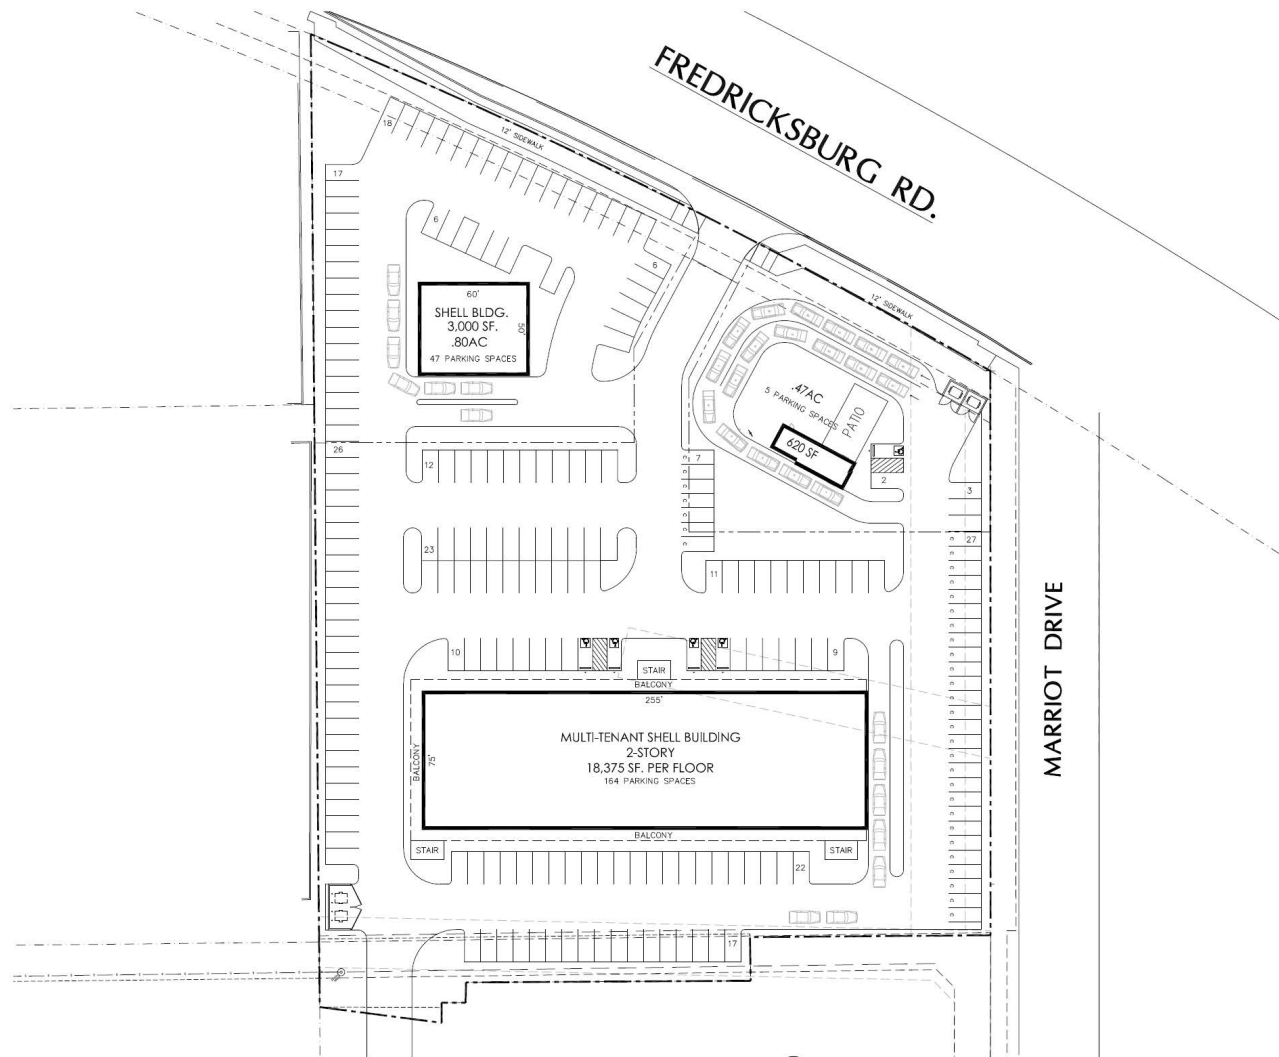 FREDRICKSBURG RD.
12' SIDEWALK
18
17
6
6
60'
SHELL BLDG.
3,000 SF.
.80AC
47 PARKING SPACES
50'
12' SIDEWALK
.47AC
5 PARKING SPACES
PATIO
620 SF
2
3
26
12
7
27
23
11
MARRIOT DRIVE
10
9
STAIR
BALCONY
255'
BALCONY
75'
MULTI-TENANT SHELL BUILDING
2-STORY
18,375 SF. PER FLOOR
164 PARKING SPACES
BALCONY
STAIR
STAIR
22
17